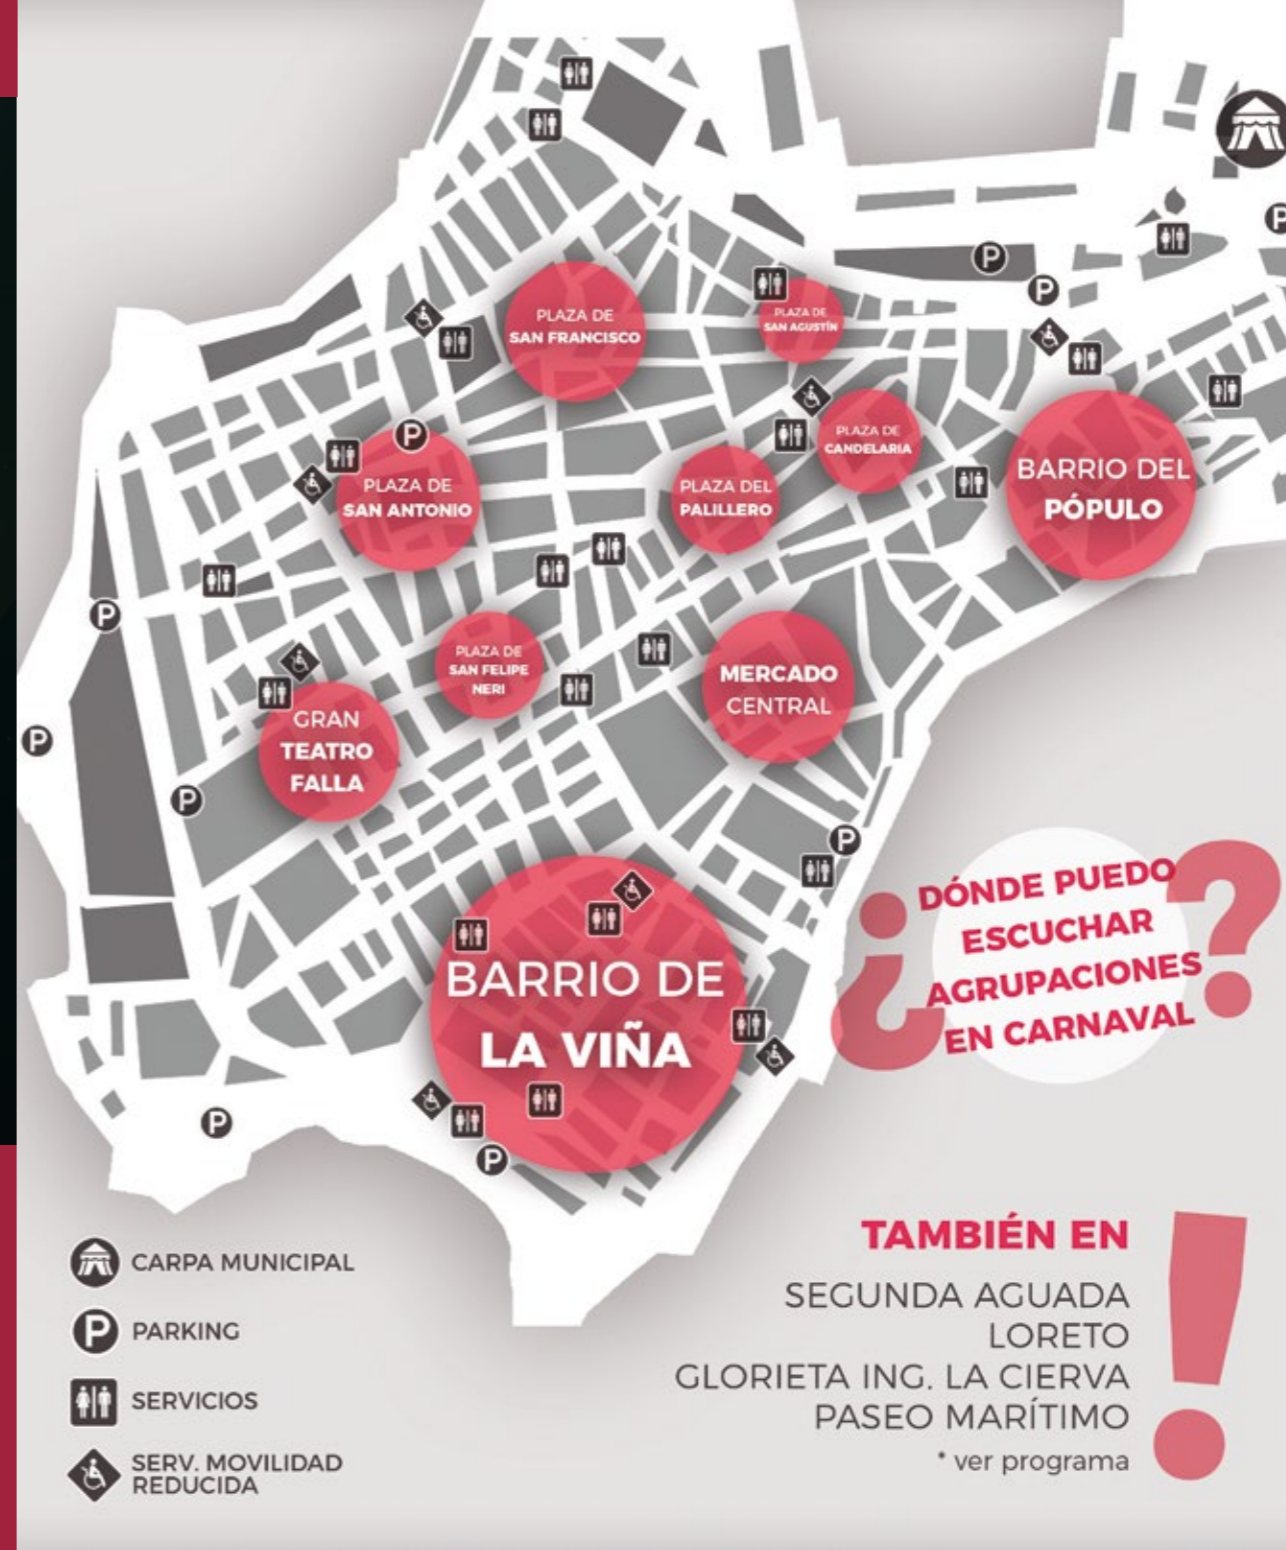 PLAZA DE
SAN FRANCISCO
PLAZA DE
SAN AGUSTÍN
PLAZA DE
CANDELARIA
BARRIO DEL
PÓPULO
PLAZA DE
SAN ANTONIO
PLAZA DEL
PALILLERO
PLAZA DE
SAN FELIPE
NERI
MERCADO
CENTRAL
GRAN
TEATRO
FALLA
BARRIO DE
LA VIÑA
¿DÓNDE PUEDO
ESCUCHAR
AGRUPACIONES
EN CARNAVAL?
P
P
P
P
P
P
P
P
P
P
CARPA MUNICIPAL
P PARKING
SERVICIOS
SERV. MOVILIDAD
REDUCIDA
TAMBIÉN EN
SEGUNDA AGUADA
LORETO
GLORIETA ING. LA CIERVA
PASEO MARÍTIMO
* ver programa
!